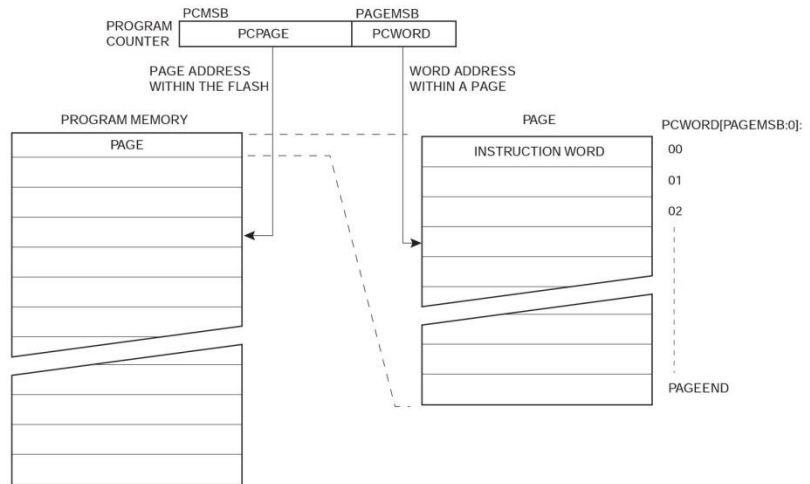 PCMSB PAGEMSB
PROGRAM
COUNTER
PCPAGE PCWORD
PAGE ADDRESS
WITHIN THE FLASH
WORD ADDRESS
WITHIN A PAGE
PROGRAM MEMORY
PAGE
PAGE
INSTRUCTION WORD
PCWORD[PAGEMSB:0]:
00
01
02
PAGEEND